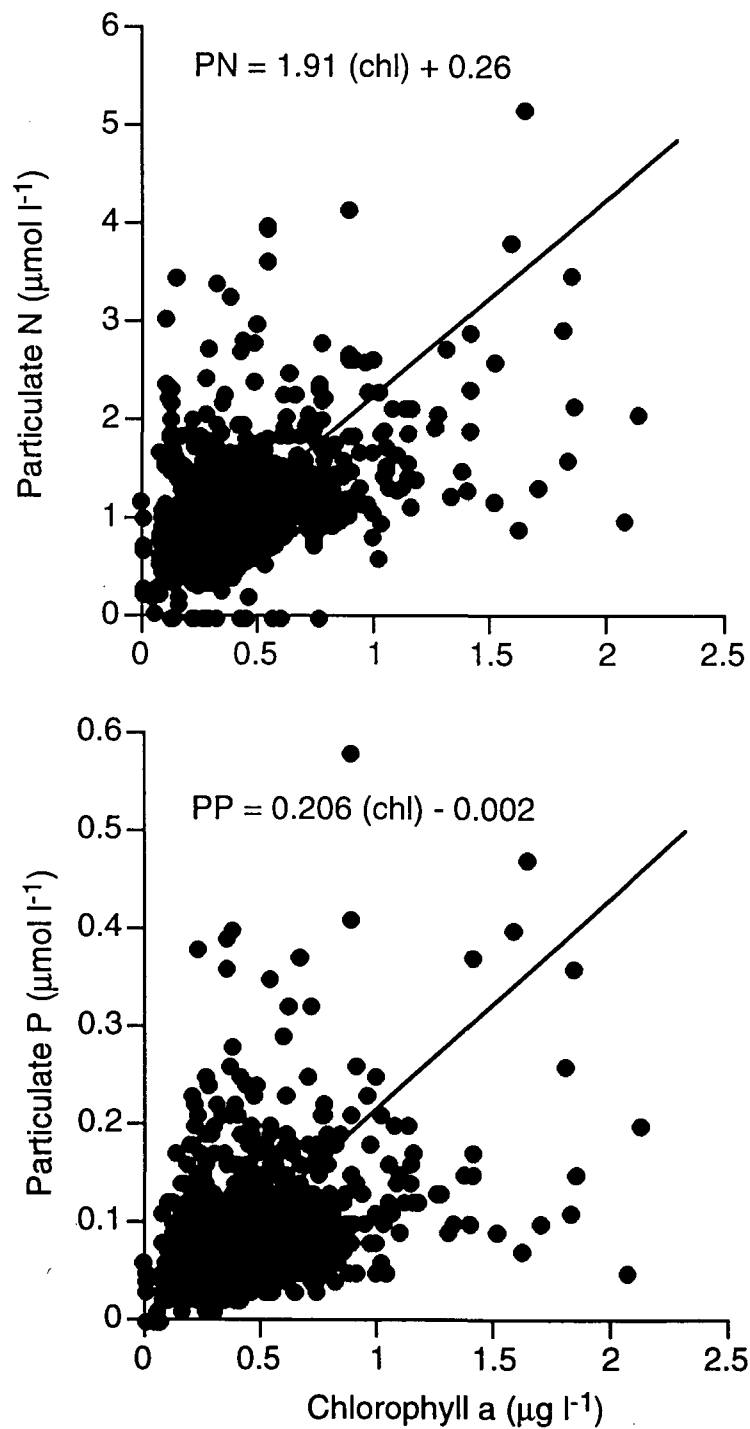 6
PN = 1.91 (chl) + 0.26
5
4
3
2
1
0
Particulate N (μmol l⁻¹)
0 0.5 1 1.5 2 2.5
0.6
PP = 0.206 (chl) - 0.002
0.5
0.4
0.3
0.2
0.1
0
Particulate P (μmol l⁻¹)
0 0.5 1 1.5 2 2.5
Chlorophyll a (μg l⁻¹)